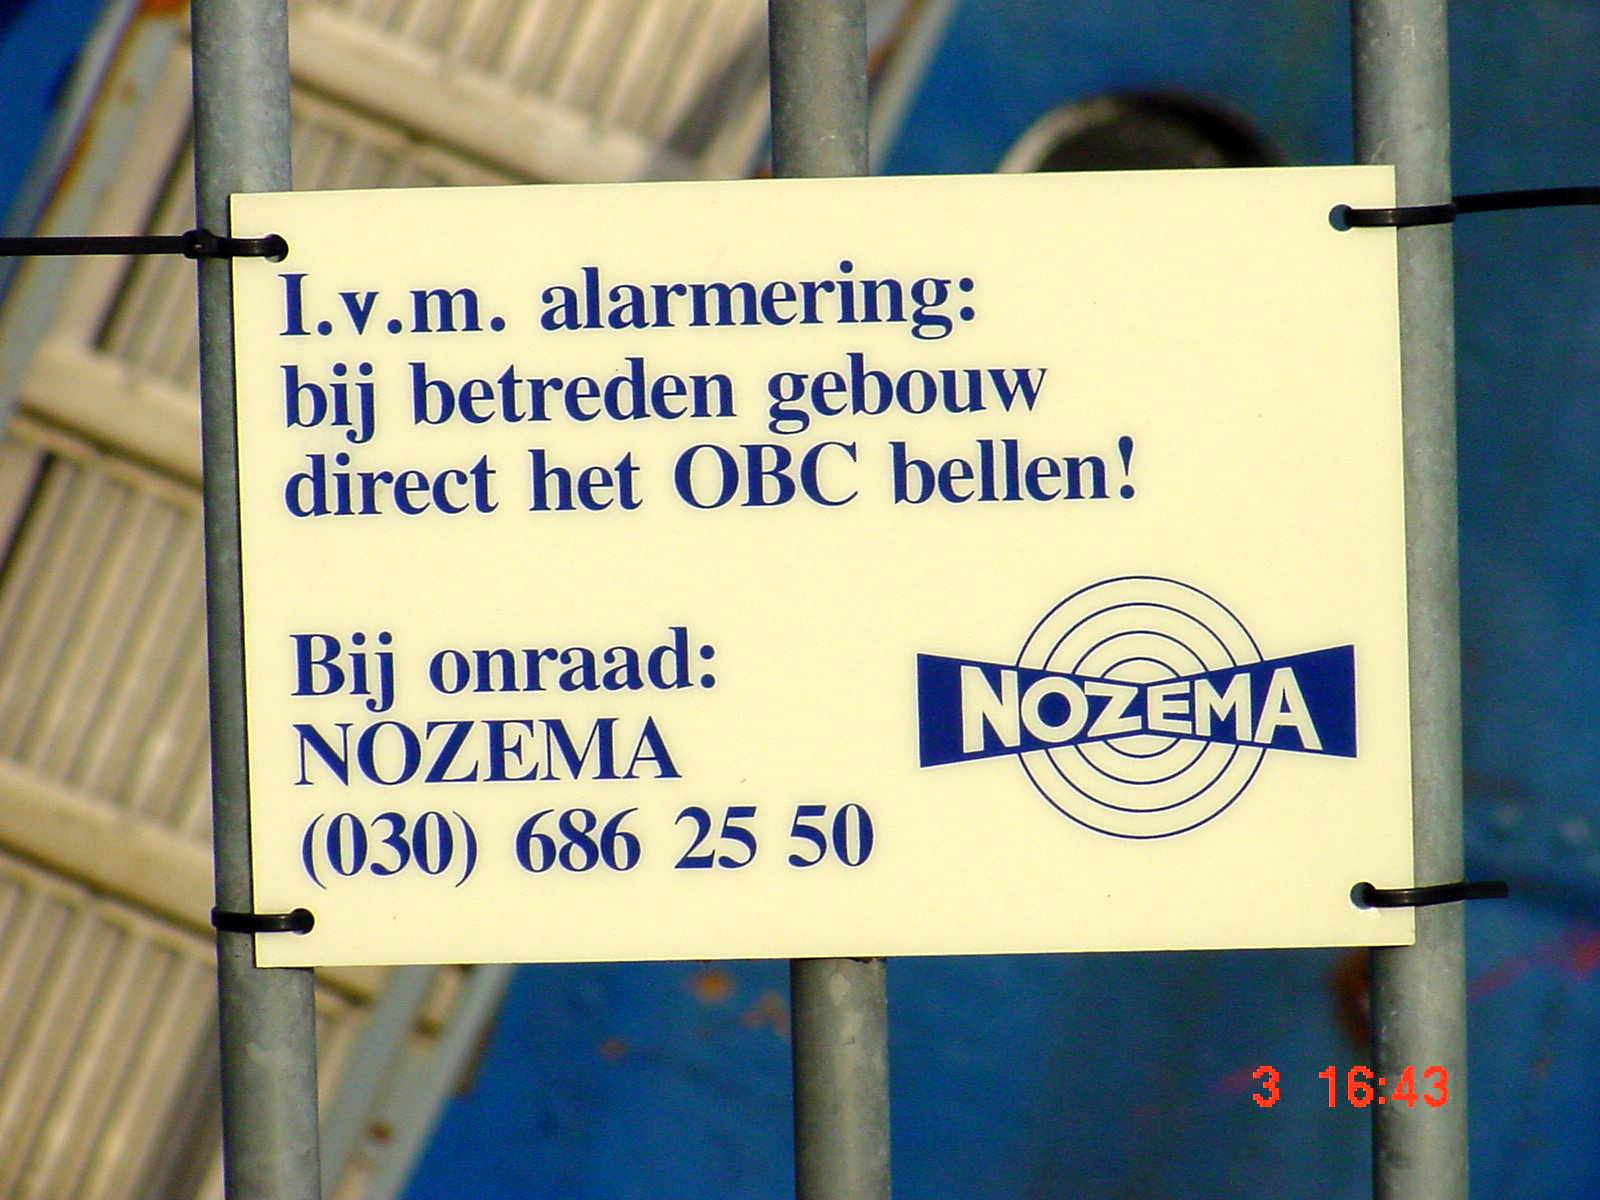 I.v.m. alarmering:
bij betreden gebouw
direct het OBC bellen!
Bij onraad:
NOZEMA
(030) 686 25 50
NOZEMA
3 16:43